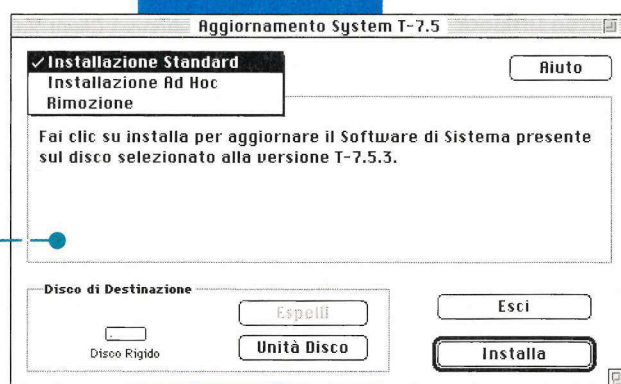 Aggiornamento System T-7.5
✓Installazione Standard
Installazione Ad Hoc
Rimozione
Aiuto
Fai clic su installa per aggiornare il Software di Sistema presente
sul disco selezionato alla versione T-7.5.3.
Disco di Destinazione
Disco Rigido
Espelli
Unità Disco
Esci
Installa